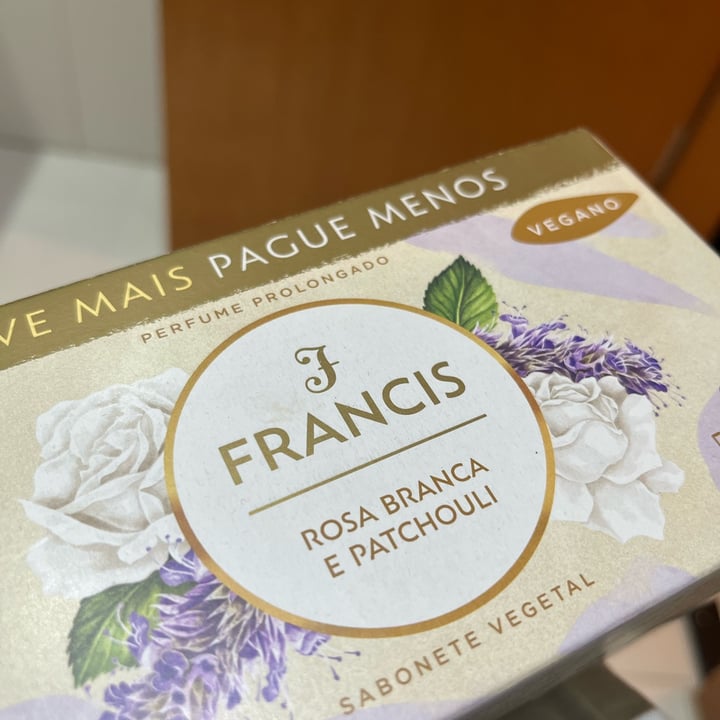 VE MAIS PAGUE MENOS
PERFUME PROLONGADO
VEGANO
FRANCIS
ROSA BRANCA
E PATCHOULI
SABONETE VEGETAL